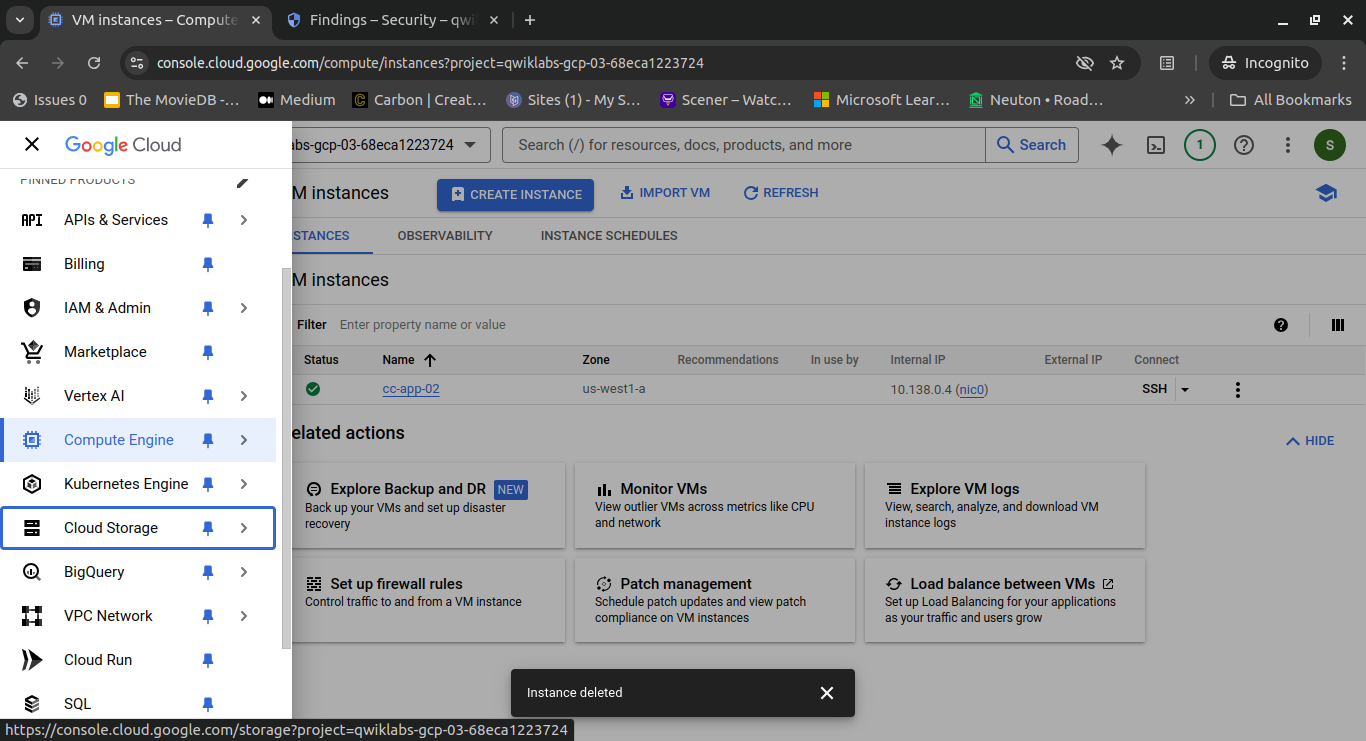 VM instances – Compute
Findings – Security – qwi
console.cloud.google.com/compute/instances?project=qwiklabs-gcp-03-68eca1223724
Incognito
Issues 0
The MovieDB -…
Medium
Carbon | Creat…
Sites (1) - My S…
Scener – Watc…
Microsoft Lear…
Neuton • Road…
All Bookmarks
Google Cloud
abs-gcp-03-68eca1223724
Search (/) for resources, docs, products, and more
Search
1
S
PINNED PRODUCTS
API APIs & Services
Billing
IAM & Admin
Marketplace
Vertex AI
Compute Engine
Kubernetes Engine
Cloud Storage
BigQuery
VPC Network
Cloud Run
SQL
M instances
CREATE INSTANCE
IMPORT VM
REFRESH
STANCES
OBSERVABILITY
INSTANCE SCHEDULES
M instances
Filter Enter property name or value
Status Name Zone Recommendations In use by Internal IP External IP Connect
cc-app-02 us-west1-a 10.138.0.4 (nic0) SSH
elated actions
HIDE
Explore Backup and DR NEW
Back up your VMs and set up disaster
recovery
Monitor VMs
View outlier VMs across metrics like CPU
and network
Explore VM logs
View, search, analyze, and download VM
instance logs
Set up firewall rules
Control traffic to and from a VM instance
Patch management
Schedule patch updates and view patch
compliance on VM instances
Load balance between VMs
Set up Load Balancing for your applications
as your traffic and users grow
Instance deleted
https://console.cloud.google.com/storage?project=qwiklabs-gcp-03-68eca1223724